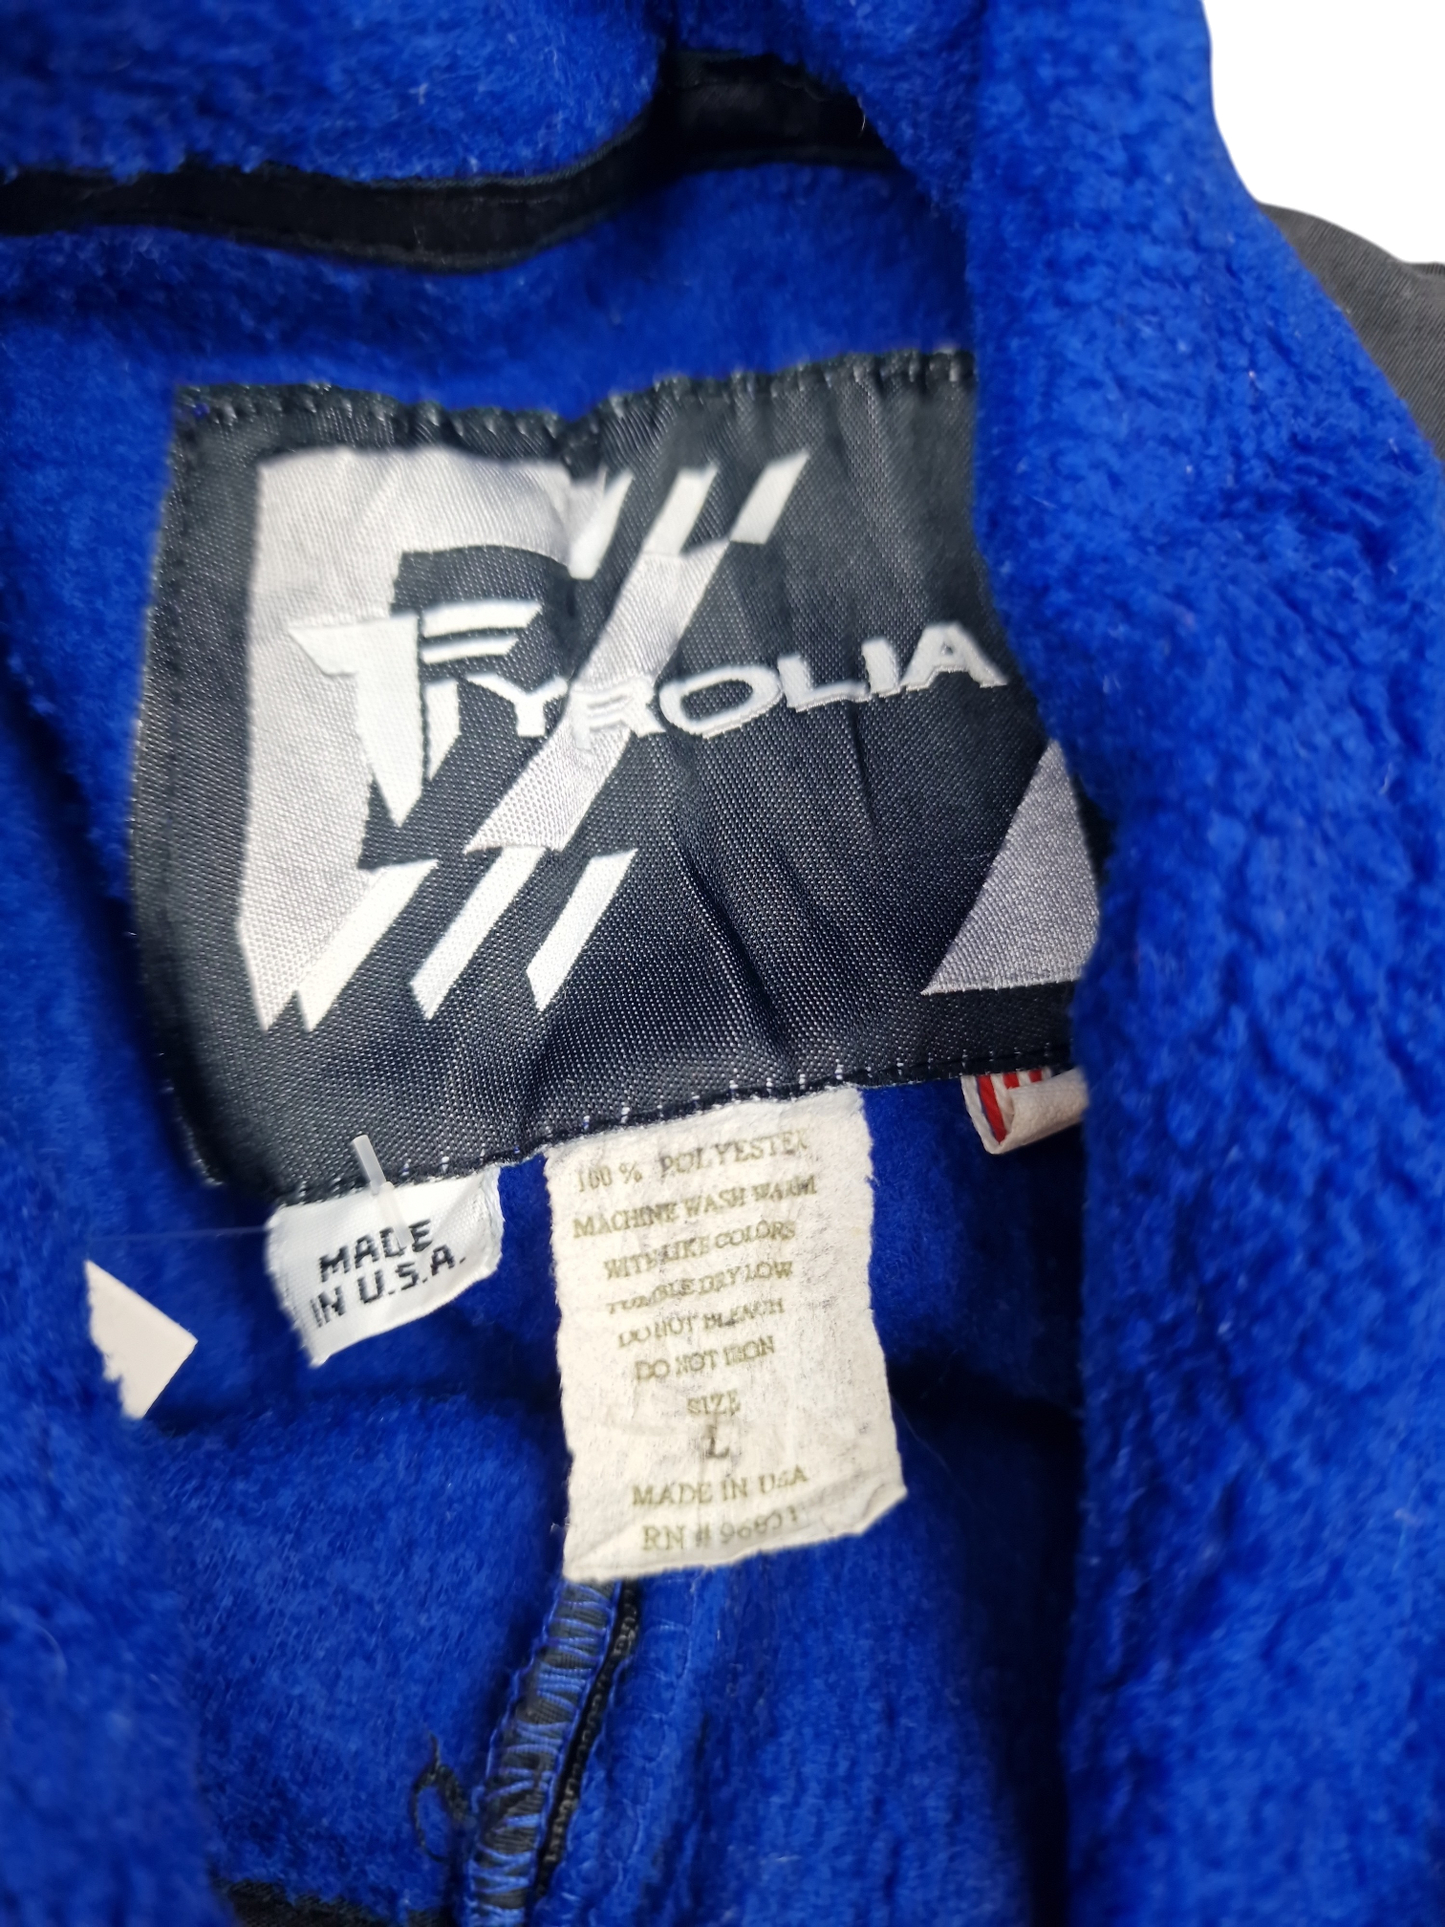 TYROLIA
MADE
IN U.S.A.
100 % POLYESTER
MACHINE WASH WARM
WITH LIKE COLORS
TUMBLE DRY LOW
DO NOT BLEACH
DO NOT IRON
SIZE
L
MADE IN USA
RN #